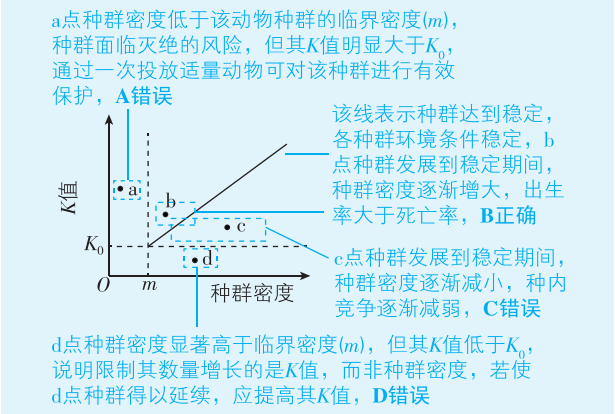 a点种群密度低于该动物种群的临界密度(m)，
种群面临灭绝的风险，但其K值明显大于K₀，
通过一次投放适量动物可对该种群进行有效
保护，A错误
该线表示种群达到稳定，
各种群环境条件稳定，b
点种群发展到稳定期间，
种群密度逐渐增大，出生
率大于死亡率，B正确
K值
a
b
c
K₀
d
O
m
种群密度
c点种群发展到稳定期间，
种群密度逐渐减小，种内
竞争逐渐减弱，C错误
d点种群密度显著高于临界密度(m)，但其K值低于K₀，
说明限制其数量增长的是K值，而非种群密度，若使
d点种群得以延续，应提高其K值，D错误